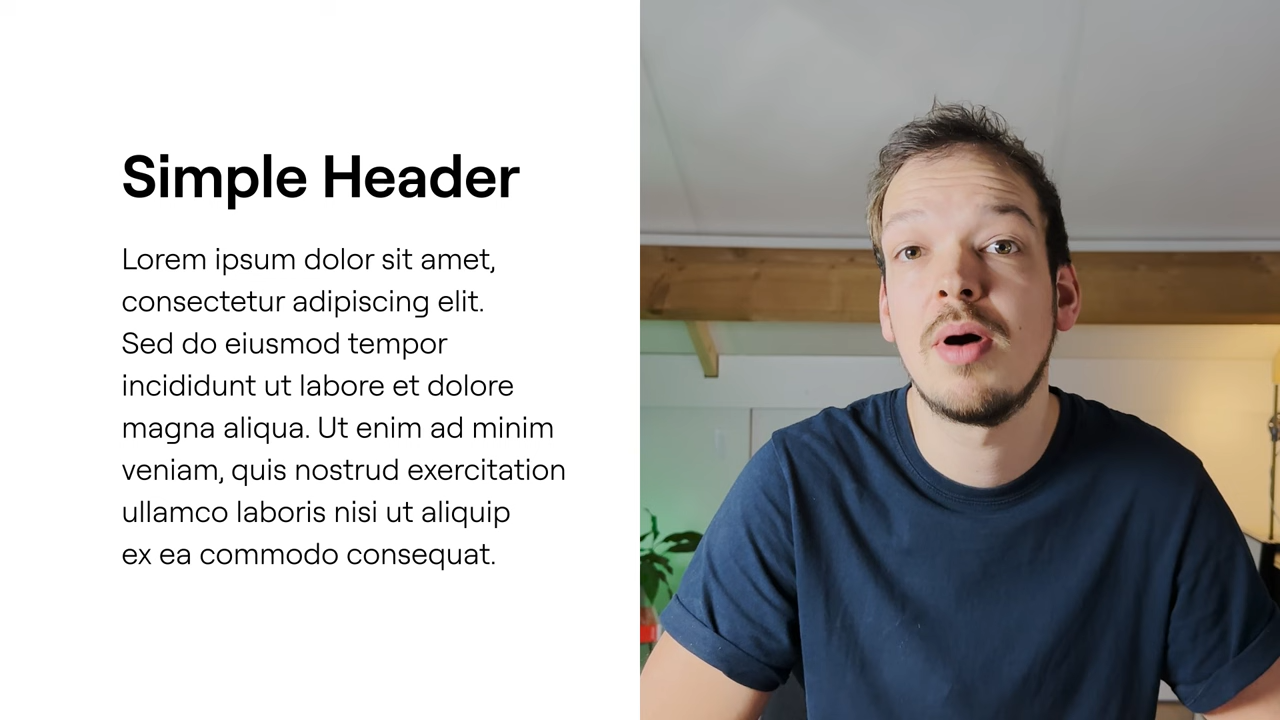 Simple Header
Lorem ipsum dolor sit amet,
consectetur adipiscing elit.
Sed do eiusmod tempor
incididunt ut labore et dolore
magna aliqua. Ut enim ad minim
veniam, quis nostrud exercitation
ullamco laboris nisi ut aliquip
ex ea commodo consequat.